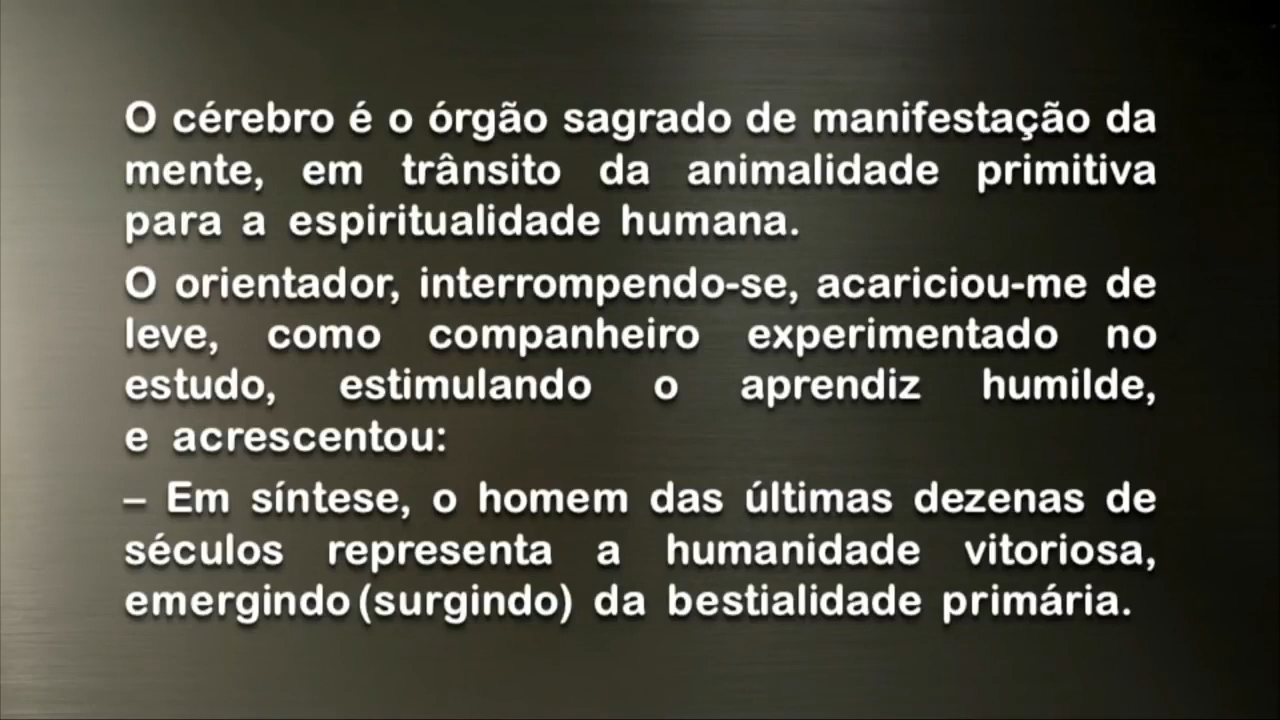 O cérebro é o órgão sagrado de manifestação da
mente, em trânsito da animalidade primitiva
para a espiritualidade humana.
O orientador, interrompendo-se, acariciou-me de
leve, como companheiro experimentado no
estudo, estimulando o aprendiz humilde,
e acrescentou:
– Em síntese, o homem das últimas dezenas de
séculos representa a humanidade vitoriosa,
emergindo (surgindo) da bestialidade primária.